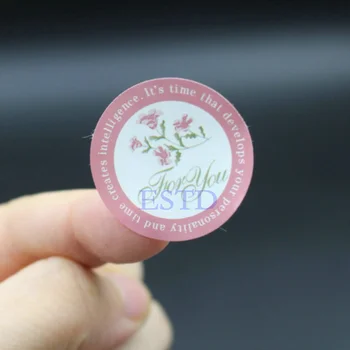 It's time that develops your personality and time creates intelligence.
For You
ESTD